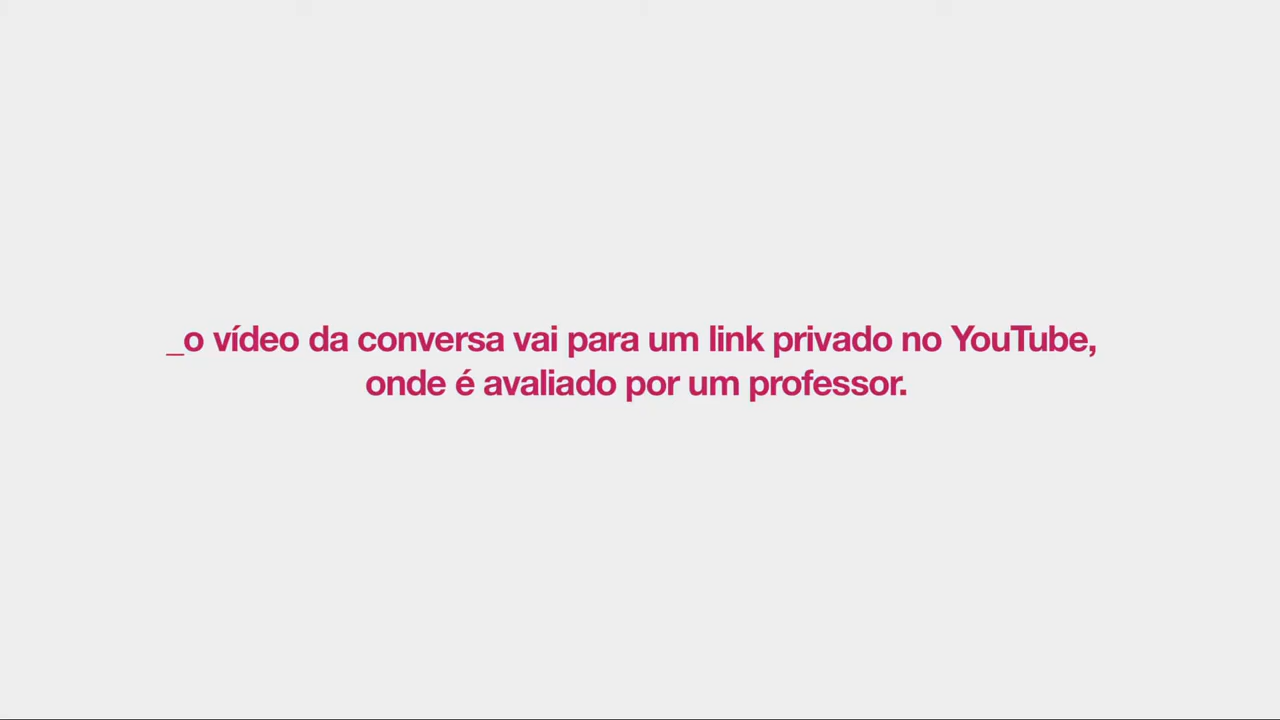 _o vídeo da conversa vai para um link privado no YouTube,
onde é avaliado por um professor.